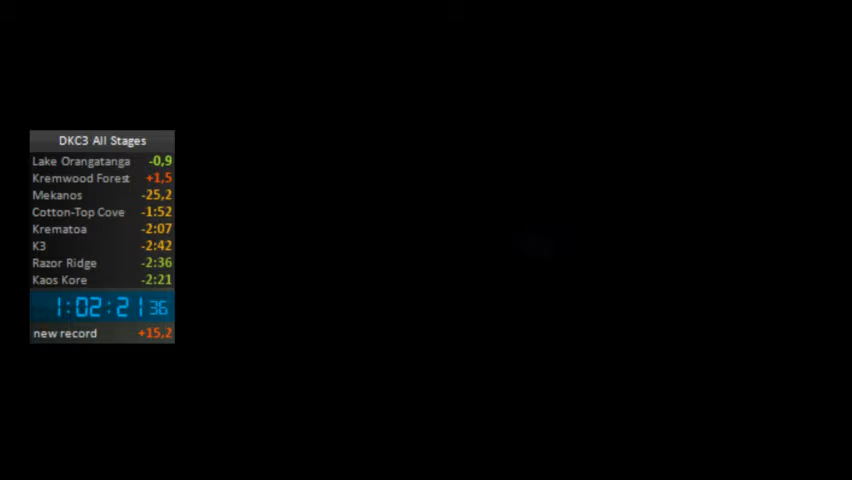 DKC3 All Stages
Lake Orangatanga -0,9
Kremwood Forest +1,5
Mekanos -25,2
Cotton-Top Cove -1:52
Krematoa -2:07
K3 -2:42
Razor Ridge -2:36
Kaos Kore -2:21
1:02:21 36
new record +15,2